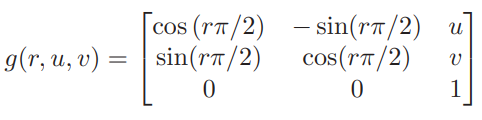 g(r, u, v) = [ cos (rπ/2) − sin(rπ/2) u
sin(rπ/2) cos(rπ/2) v
0 0 1 ]